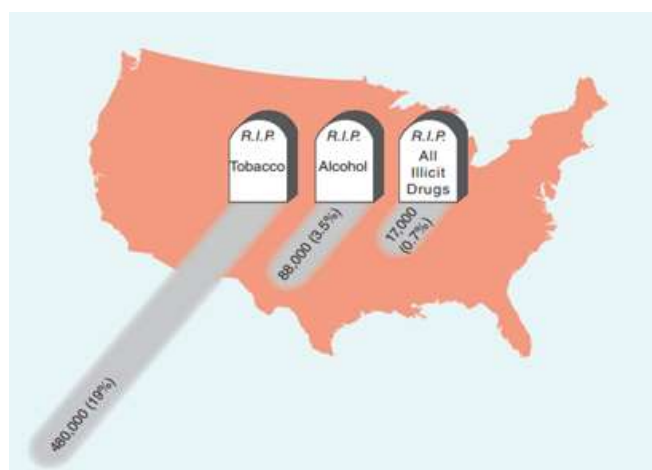 R.I.P.
Tobacco
R.I.P.
Alcohol
R.I.P.
All
Illicit
Drugs
480,000 (19%)
88,000 (3.5%)
17,000
(0.7%)